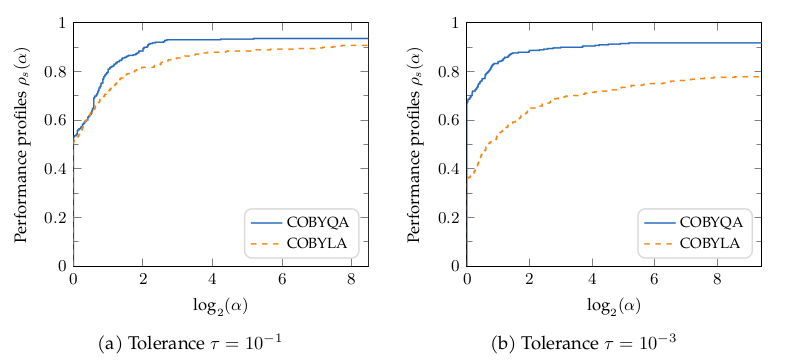 Performance profiles ρₛ(α)
1
0.8
0.6
0.4
0.2
0
0 2 4 6 8
log₂(α)
COBYQA
COBYLA
(a) Tolerance τ = 10⁻¹
Performance profiles ρₛ(α)
1
0.8
0.6
0.4
0.2
0
0 2 4 6 8
log₂(α)
COBYQA
COBYLA
(b) Tolerance τ = 10⁻³